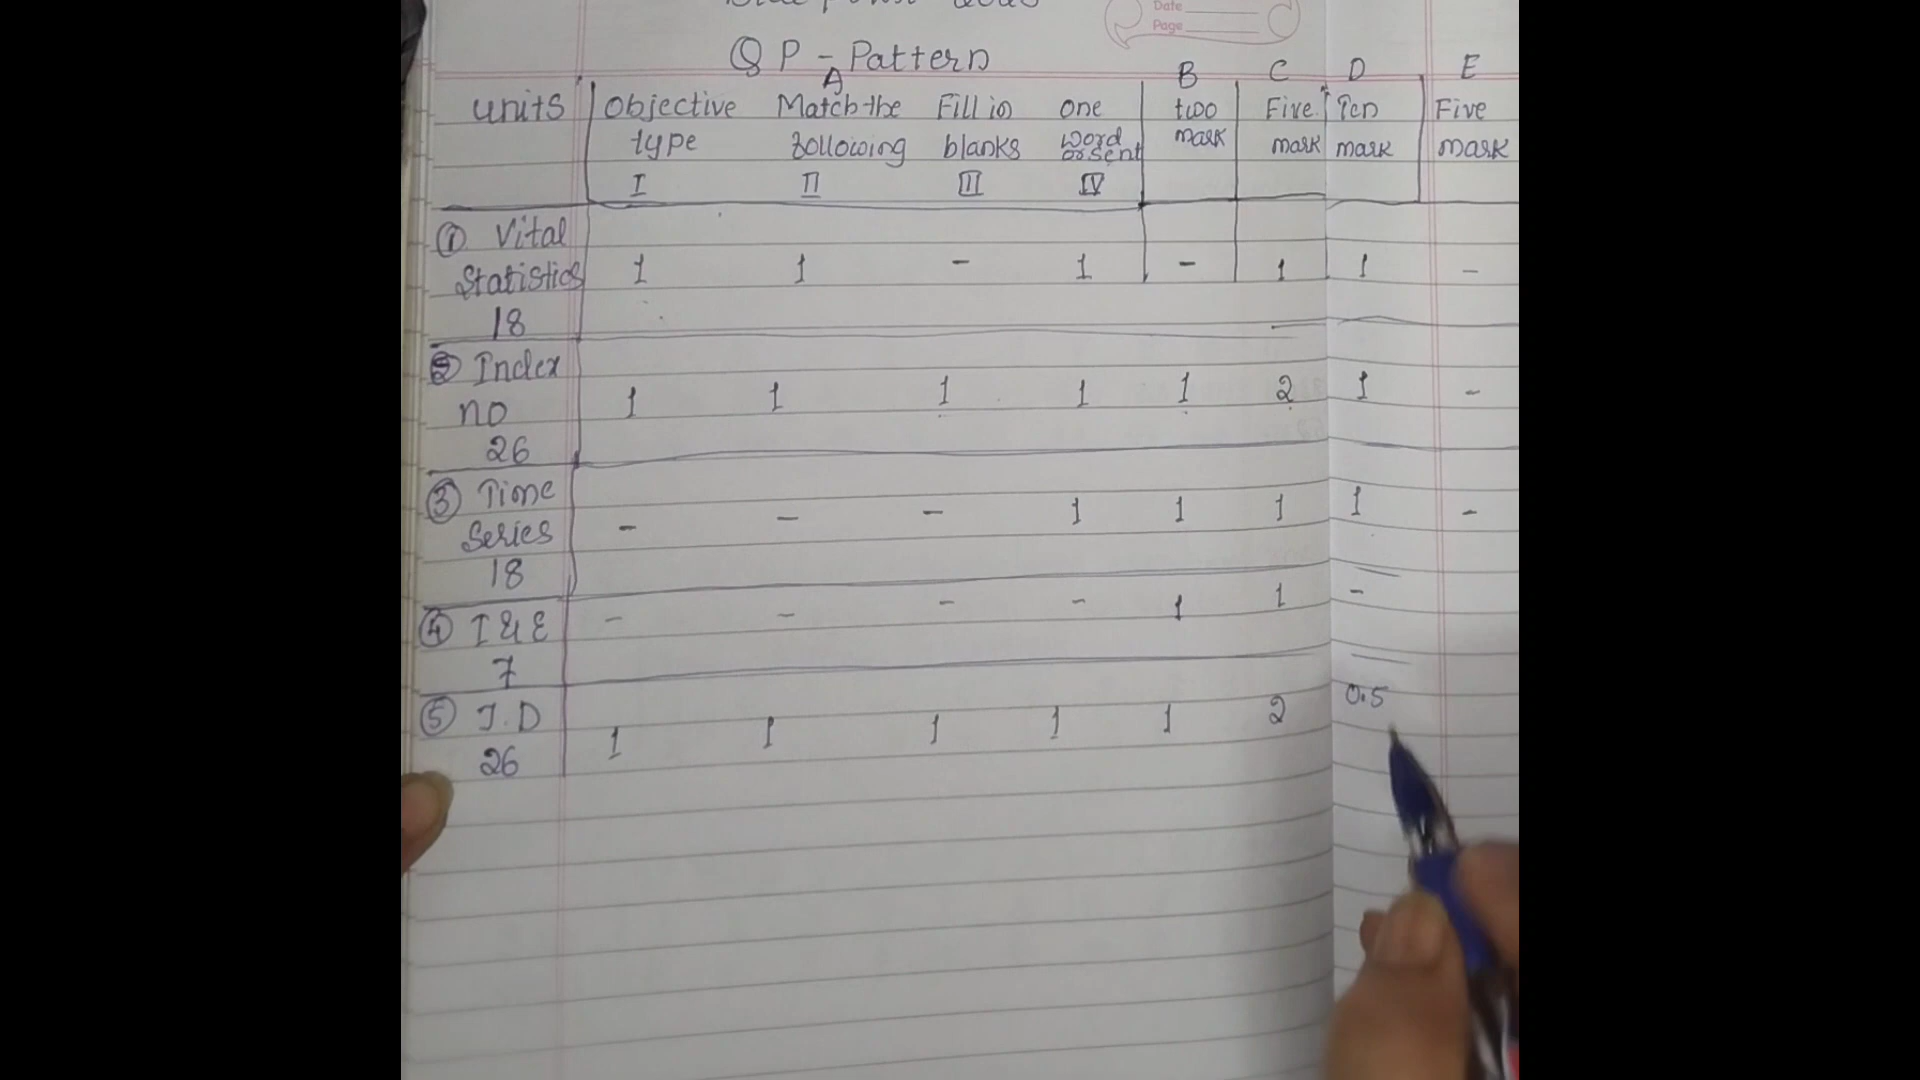 Date
Page
QP - Pattern
A B C D E
units Objective Match the Fill in one two Five Ten Five
type following blanks word mark mark mark mark
or sent
I II III IV
① Vital
Statistics 1 1 - 1 - 1 1 -
18
② Index
no 1 1 1 1 1 2 1 -
26
③ Time
Series - - - 1 1 1 1 -
18
④ I & E - - - - 1 1 -
7
⑤ T.D 1 1 1 1 1 2 0.5
26